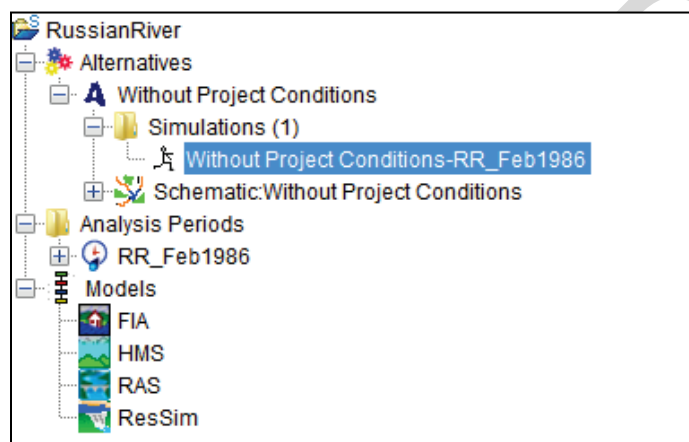 RussianRiver
Alternatives
Without Project Conditions
Simulations (1)
Without Project Conditions-RR_Feb1986
Schematic:Without Project Conditions
Analysis Periods
RR_Feb1986
Models
FIA
HMS
RAS
ResSim